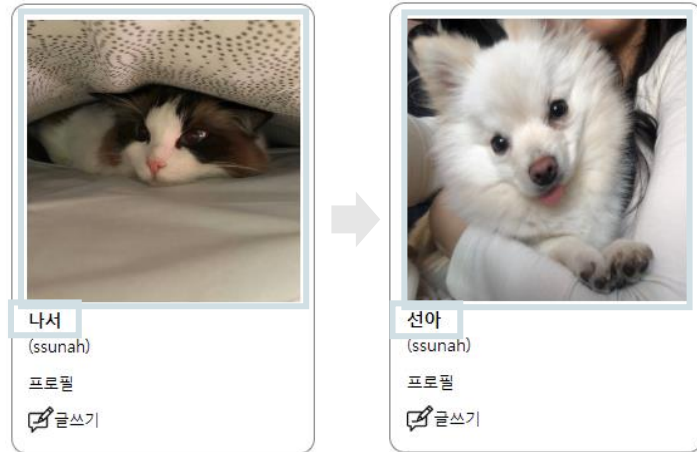 나서
(ssunah)
프로필
글쓰기
선아
(ssunah)
프로필
글쓰기